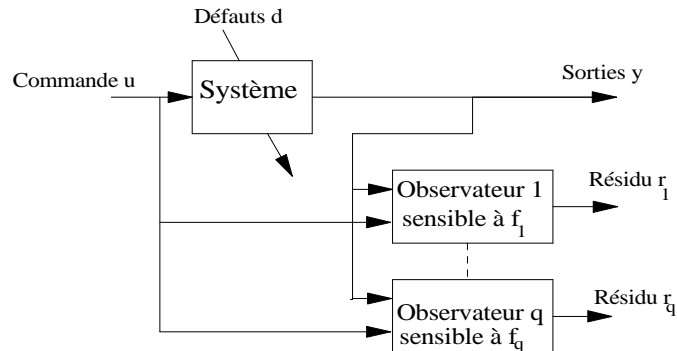 Défauts d
Commande u
Système
Sorties y
Observateur 1
sensible à f1
Résidu r1
Observateur q
sensible à fq
Résidu rq